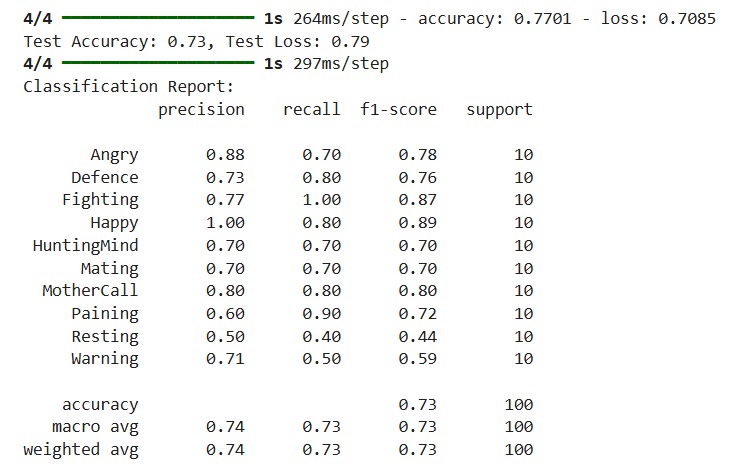 4/4 ━━━━━━━━━━━━━━━━━━━━ 1s 264ms/step - accuracy: 0.7701 - loss: 0.7085
Test Accuracy: 0.73, Test Loss: 0.79
4/4 ━━━━━━━━━━━━━━━━━━━━ 1s 297ms/step
Classification Report:
precision recall f1-score support
Angry 0.88 0.70 0.78 10
Defence 0.73 0.80 0.76 10
Fighting 0.77 1.00 0.87 10
Happy 1.00 0.80 0.89 10
HuntingMind 0.70 0.70 0.70 10
Mating 0.70 0.70 0.70 10
MotherCall 0.80 0.80 0.80 10
Paining 0.60 0.90 0.72 10
Resting 0.50 0.40 0.44 10
Warning 0.71 0.50 0.59 10
accuracy 0.73 100
macro avg 0.74 0.73 0.73 100
weighted avg 0.74 0.73 0.73 100